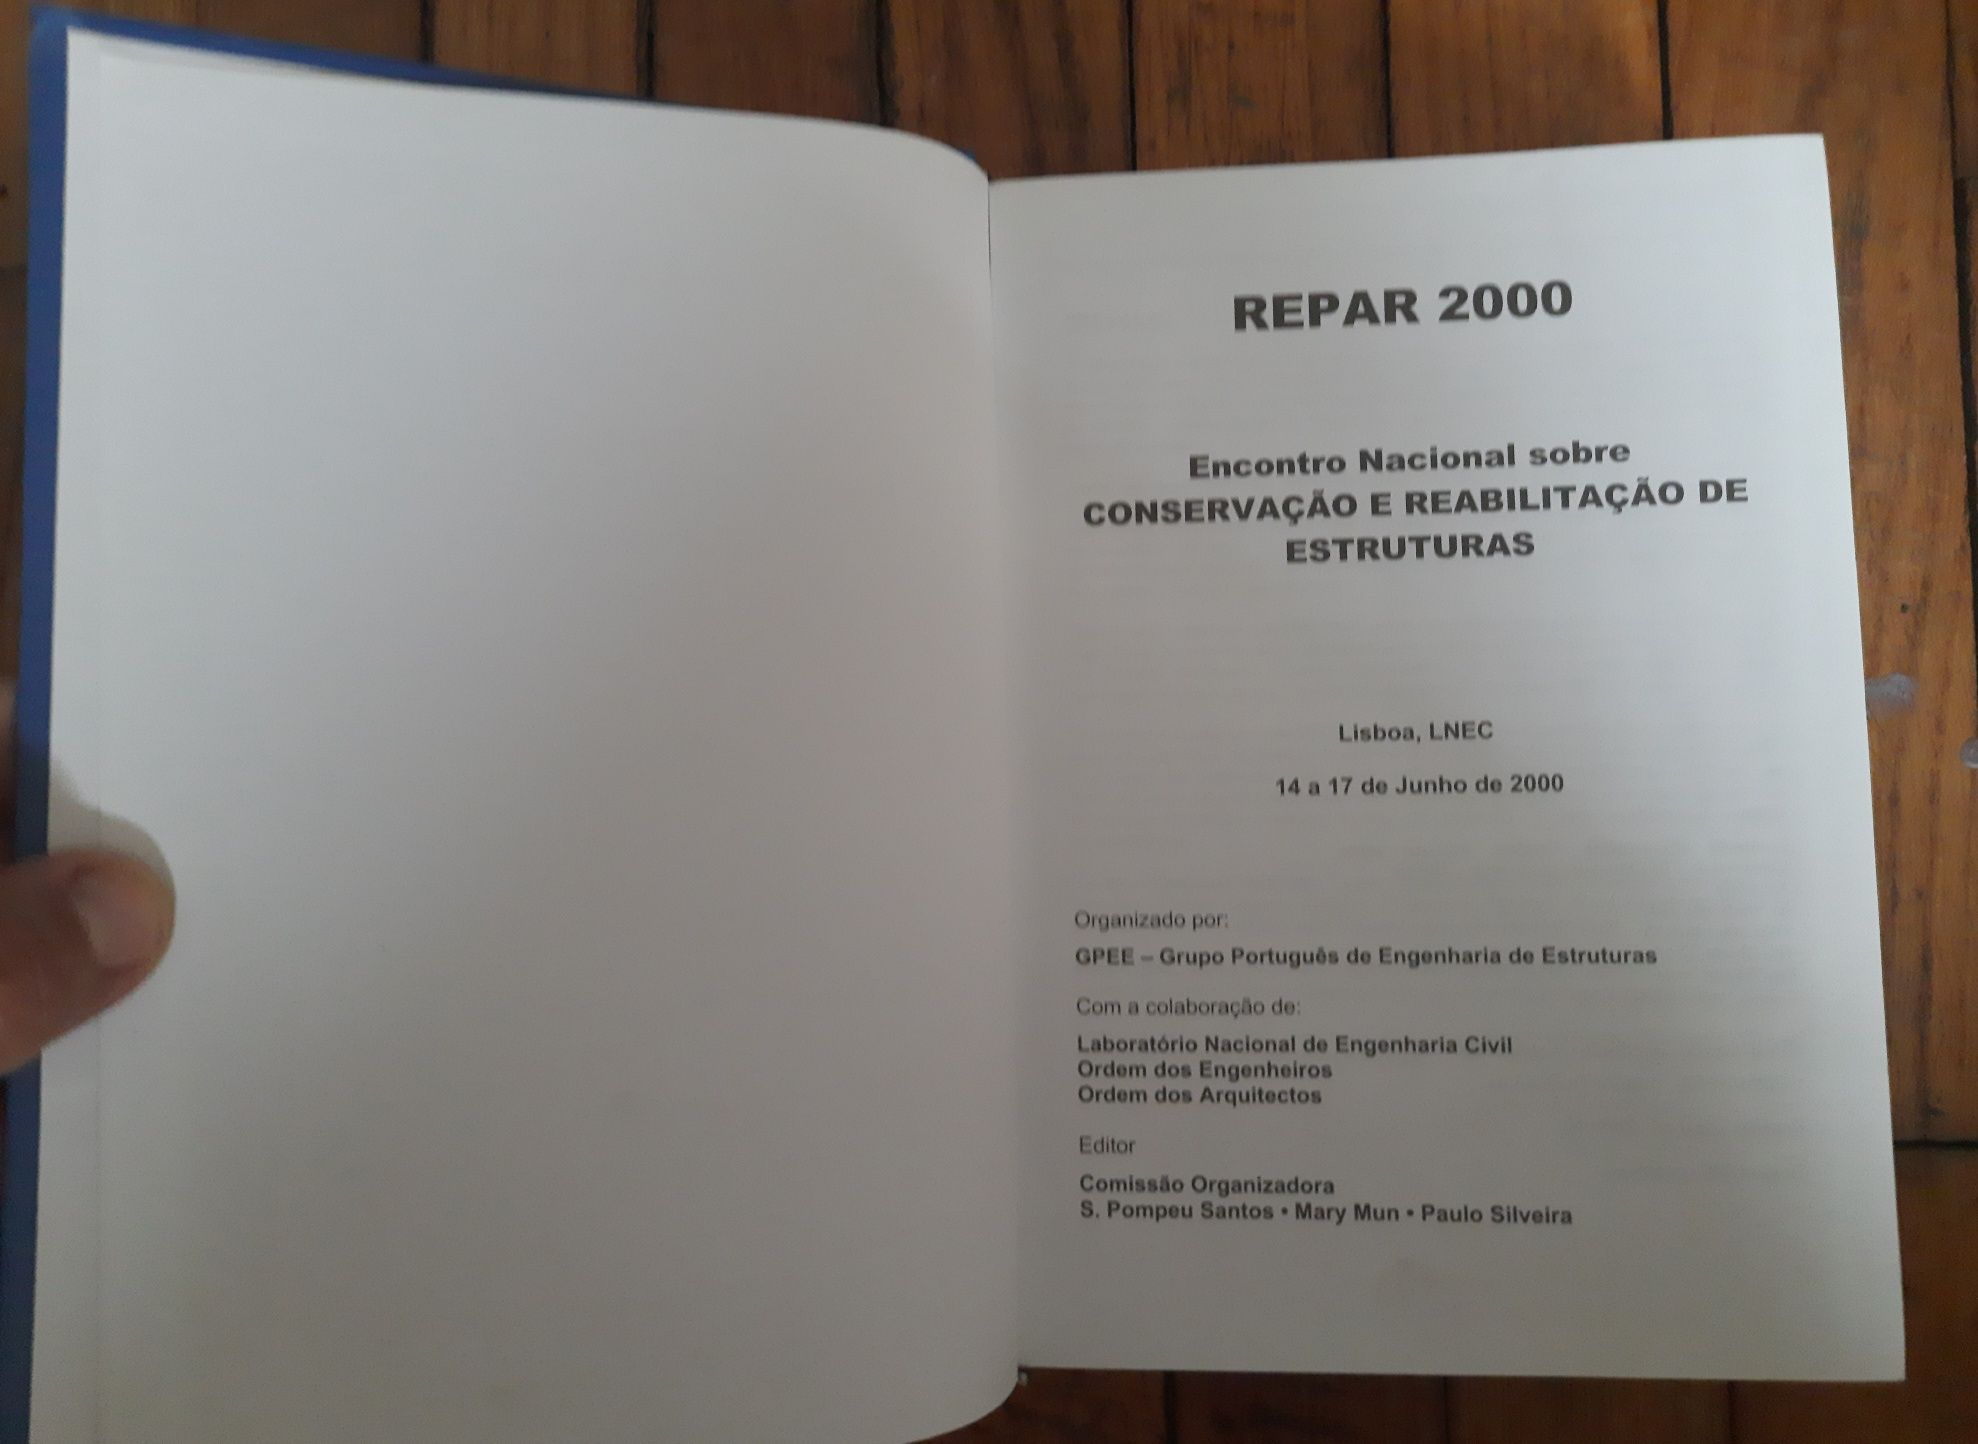 REPAR 2000
Encontro Nacional sobre
CONSERVAÇÃO E REABILITAÇÃO DE
ESTRUTURAS
Lisboa, LNEC
14 a 17 de Junho de 2000
Organizado por:
GPEE – Grupo Português de Engenharia de Estruturas
Com a colaboração de:
Laboratório Nacional de Engenharia Civil
Ordem dos Engenheiros
Ordem dos Arquitectos
Editor
Comissão Organizadora
S. Pompeu Santos • Mary Mun • Paulo Silveira